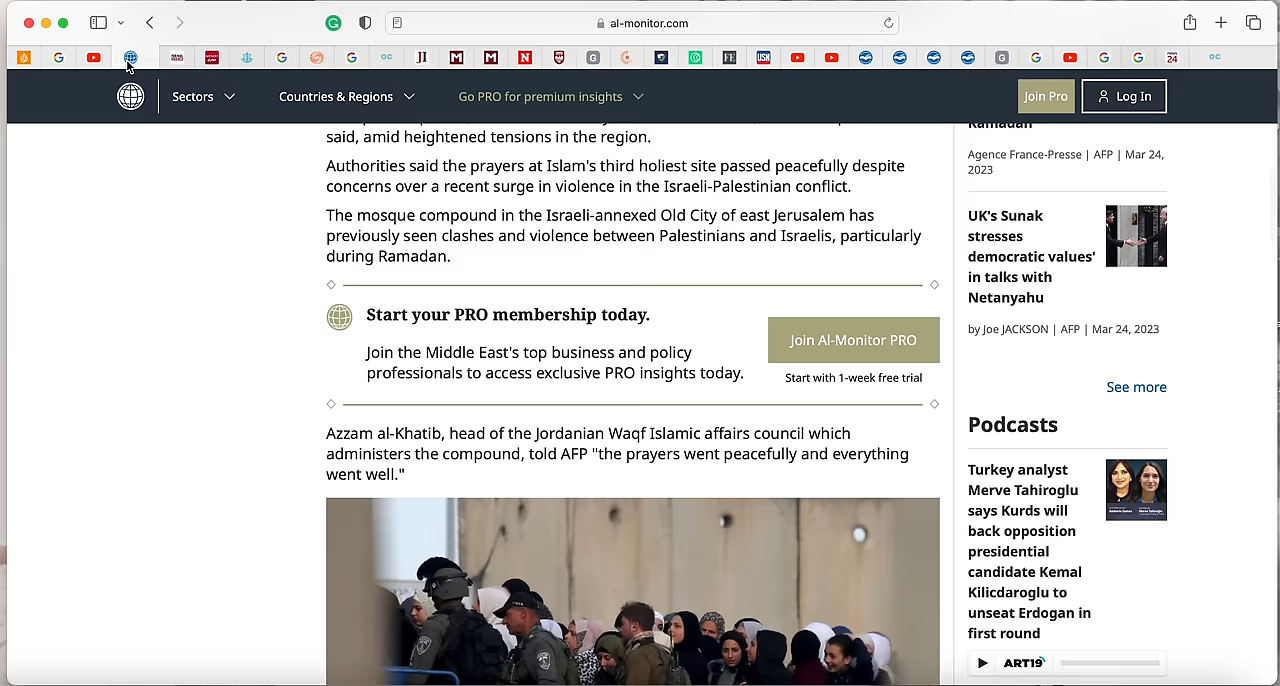 al-monitor.com
Sectors
Countries & Regions
Go PRO for premium insights
Join Pro
Log In
said, amid heightened tensions in the region.
Authorities said the prayers at Islam's third holiest site passed peacefully despite
concerns over a recent surge in violence in the Israeli-Palestinian conflict.
The mosque compound in the Israeli-annexed Old City of east Jerusalem has
previously seen clashes and violence between Palestinians and Israelis, particularly
during Ramadan.
Start your PRO membership today.
Join the Middle East's top business and policy
professionals to access exclusive PRO insights today.
Join Al-Monitor PRO
Start with 1-week free trial
Azzam al-Khatib, head of the Jordanian Waqf Islamic affairs council which
administers the compound, told AFP "the prayers went peacefully and everything
went well."
Ramadan
Agence France-Presse | AFP | Mar 24,
2023
UK's Sunak
stresses
democratic values'
in talks with
Netanyahu
by Joe JACKSON | AFP | Mar 24, 2023
See more
Podcasts
Turkey analyst
Merve Tahiroglu
says Kurds will
back opposition
presidential
candidate Kemal
Kilicdaroglu to
unseat Erdogan in
first round
ART19